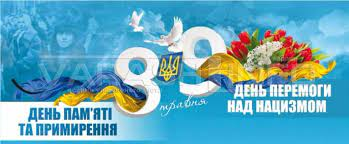 8 9
травня
ДЕНЬ ПАМ'ЯТІ
ТА ПРИМИРЕННЯ
ДЕНЬ ПЕРЕМОГИ
НАД НАЦИЗМОМ